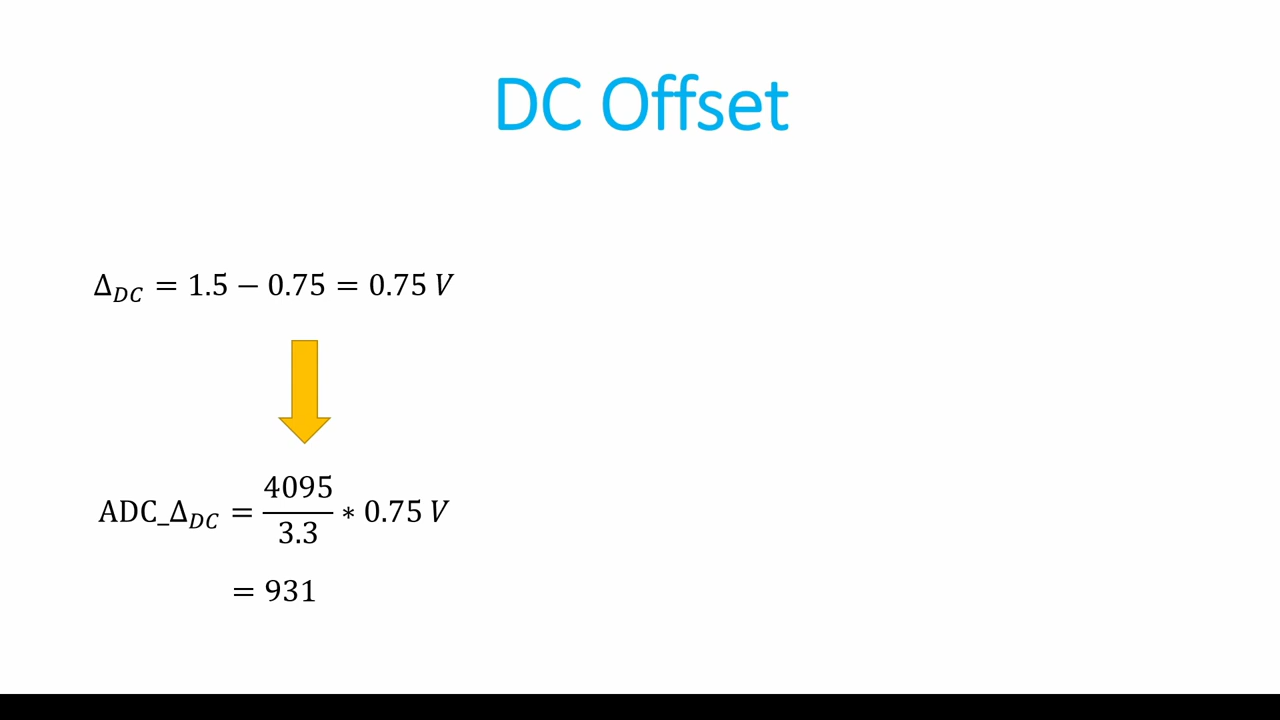 DC Offset
Δ_DC = 1.5 − 0.75 = 0.75 V
ADC_Δ_DC = 4095/3.3 ∗ 0.75 V
= 931